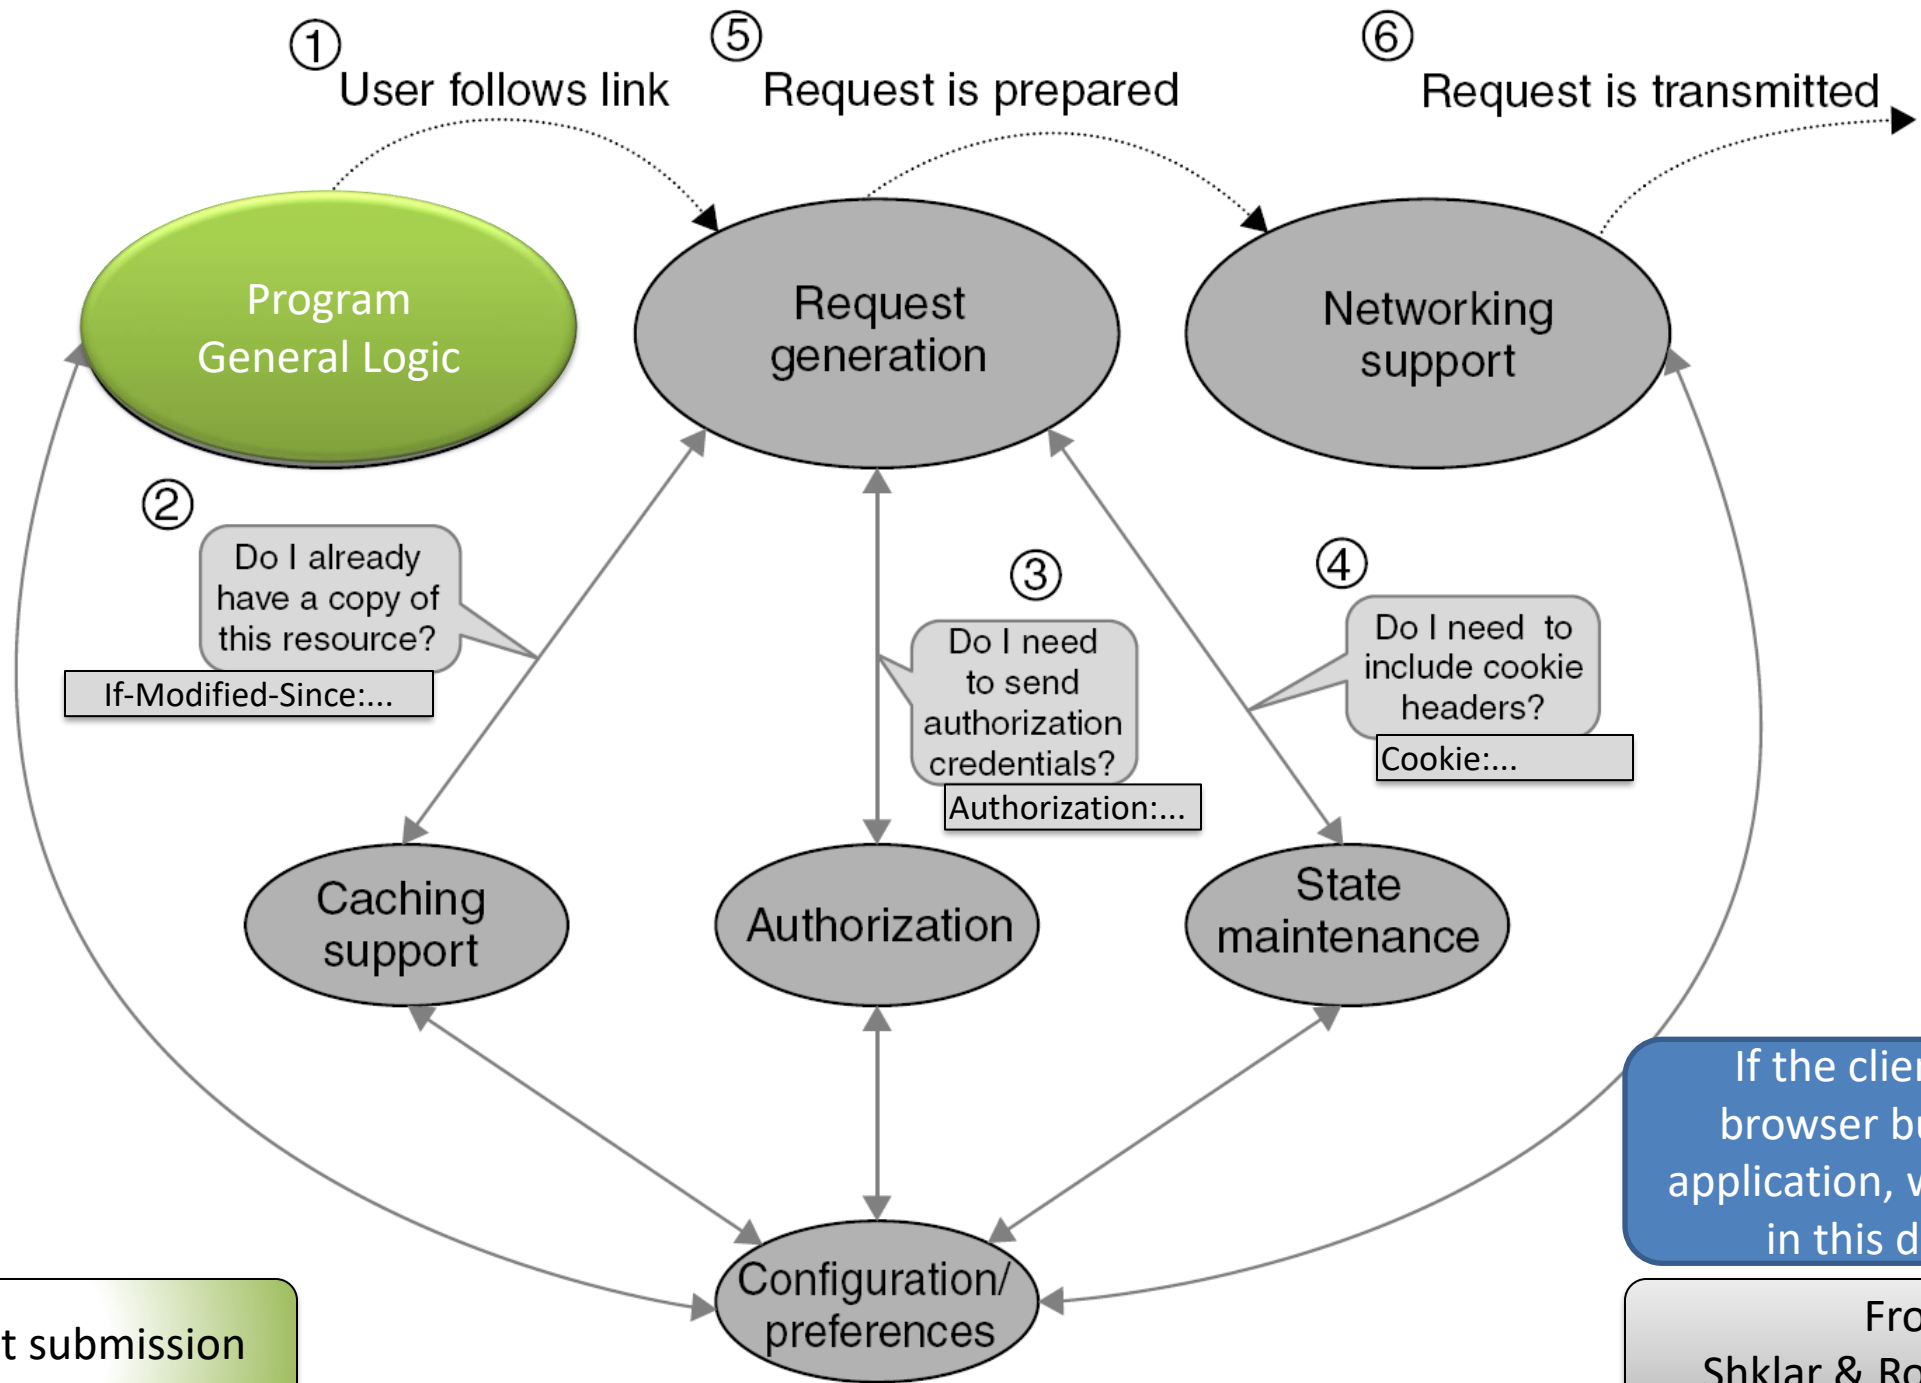 ①
User follows link
⑤
Request is prepared
⑥
Request is transmitted
Program
General Logic
Request
generation
Networking
support
②
Do I already
have a copy of
this resource?
If-Modified-Since:...
③
Do I need
to send
authorization
credentials?
Authorization:...
④
Do I need to
include cookie
headers?
Cookie:...
Caching
support
Authorization
State
maintenance
Configuration/
preferences
t submission
If the clie
browser b
application,
in this d
Fro
Shklar & Ro